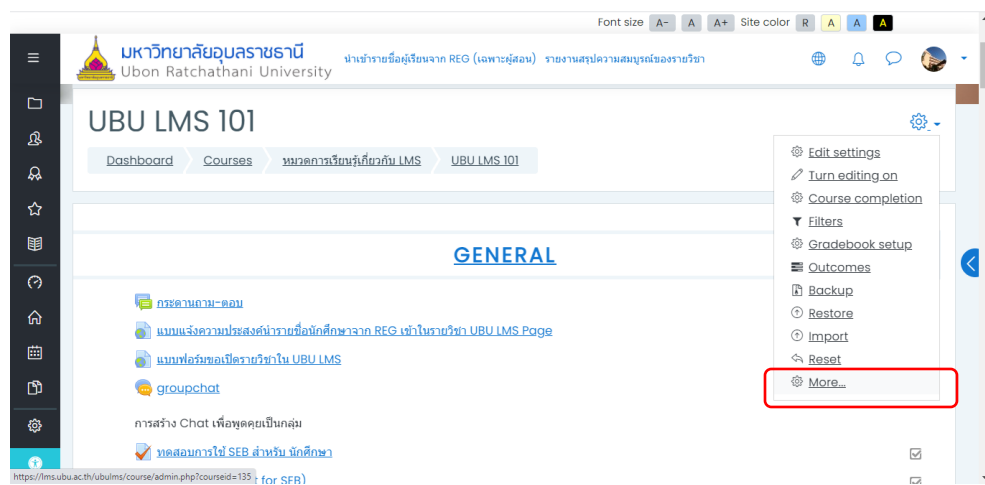 Font size A- A A+ Site color R A A A
มหาวิทยาลัยอุบลราชธานี
Ubon Ratchathani University
นำเข้ารายชื่อผู้เรียนจาก REG (เฉพาะผู้สอน) รายงานสรุปความสมบูรณ์ของรายวิชา
UBU LMS 101
Dashboard Courses หมวดการเรียนรู้เกี่ยวกับ LMS UBU LMS 101
Edit settings
Turn editing on
Course completion
Filters
Gradebook setup
Outcomes
Backup
Restore
Import
Reset
More...
GENERAL
กระดานถาม-ตอบ
แบบแจ้งความประสงค์นำรายชื่อนักศึกษาจาก REG เข้าในรายวิชา UBU LMS Page
แบบฟอร์มขอเปิดรายวิชาใน UBU LMS
groupchat
การสร้าง Chat เพื่อพูดคุยเป็นกลุ่ม
ทดสอบการใช้ SEB สำหรับ นักศึกษา
for SEB)
https://lms.ubu.ac.th/ubulms/course/admin.php?courseid=135